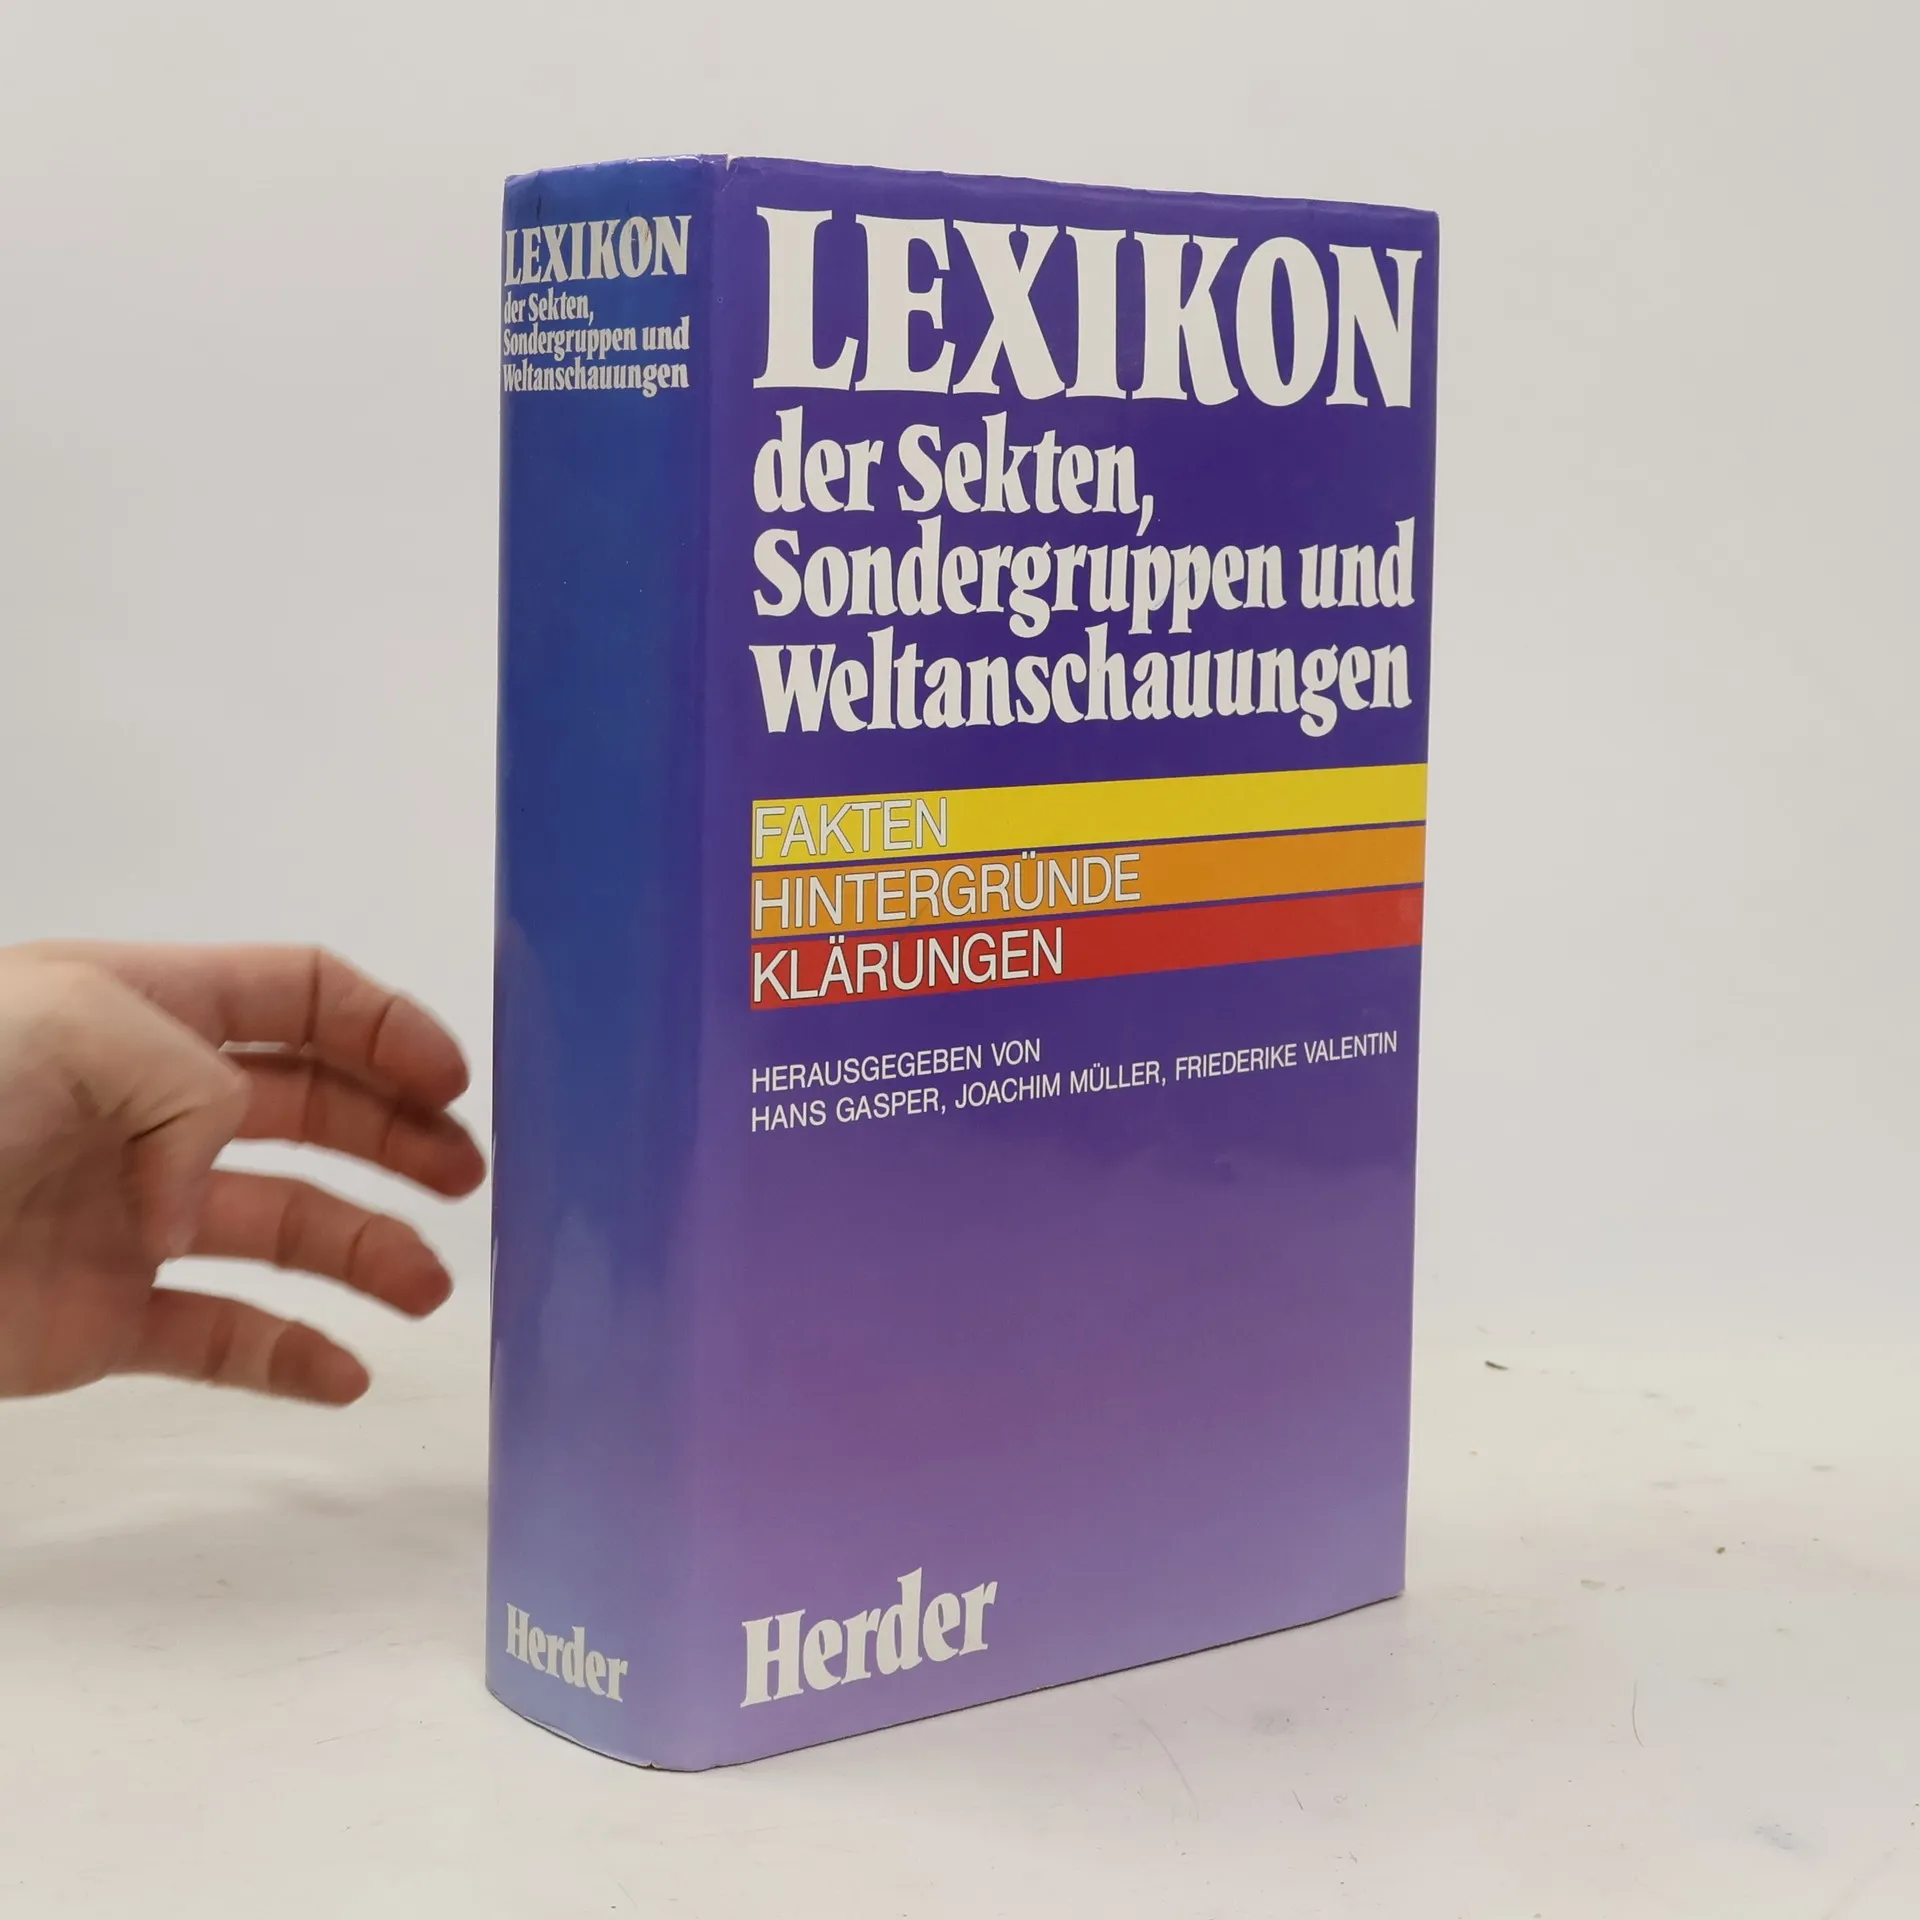 LEXIKON
der Sekten,
Sondergruppen und
Weltanschauungen
Herder
LEXIKON
der Sekten,
Sondergruppen und
Weltanschauungen
FAKTEN
HINTERGRÜNDE
KLÄRUNGEN
HERAUSGEGEBEN VON
HANS GASPER, JOACHIM MÜLLER, FRIEDERIKE VALENTIN
Herder